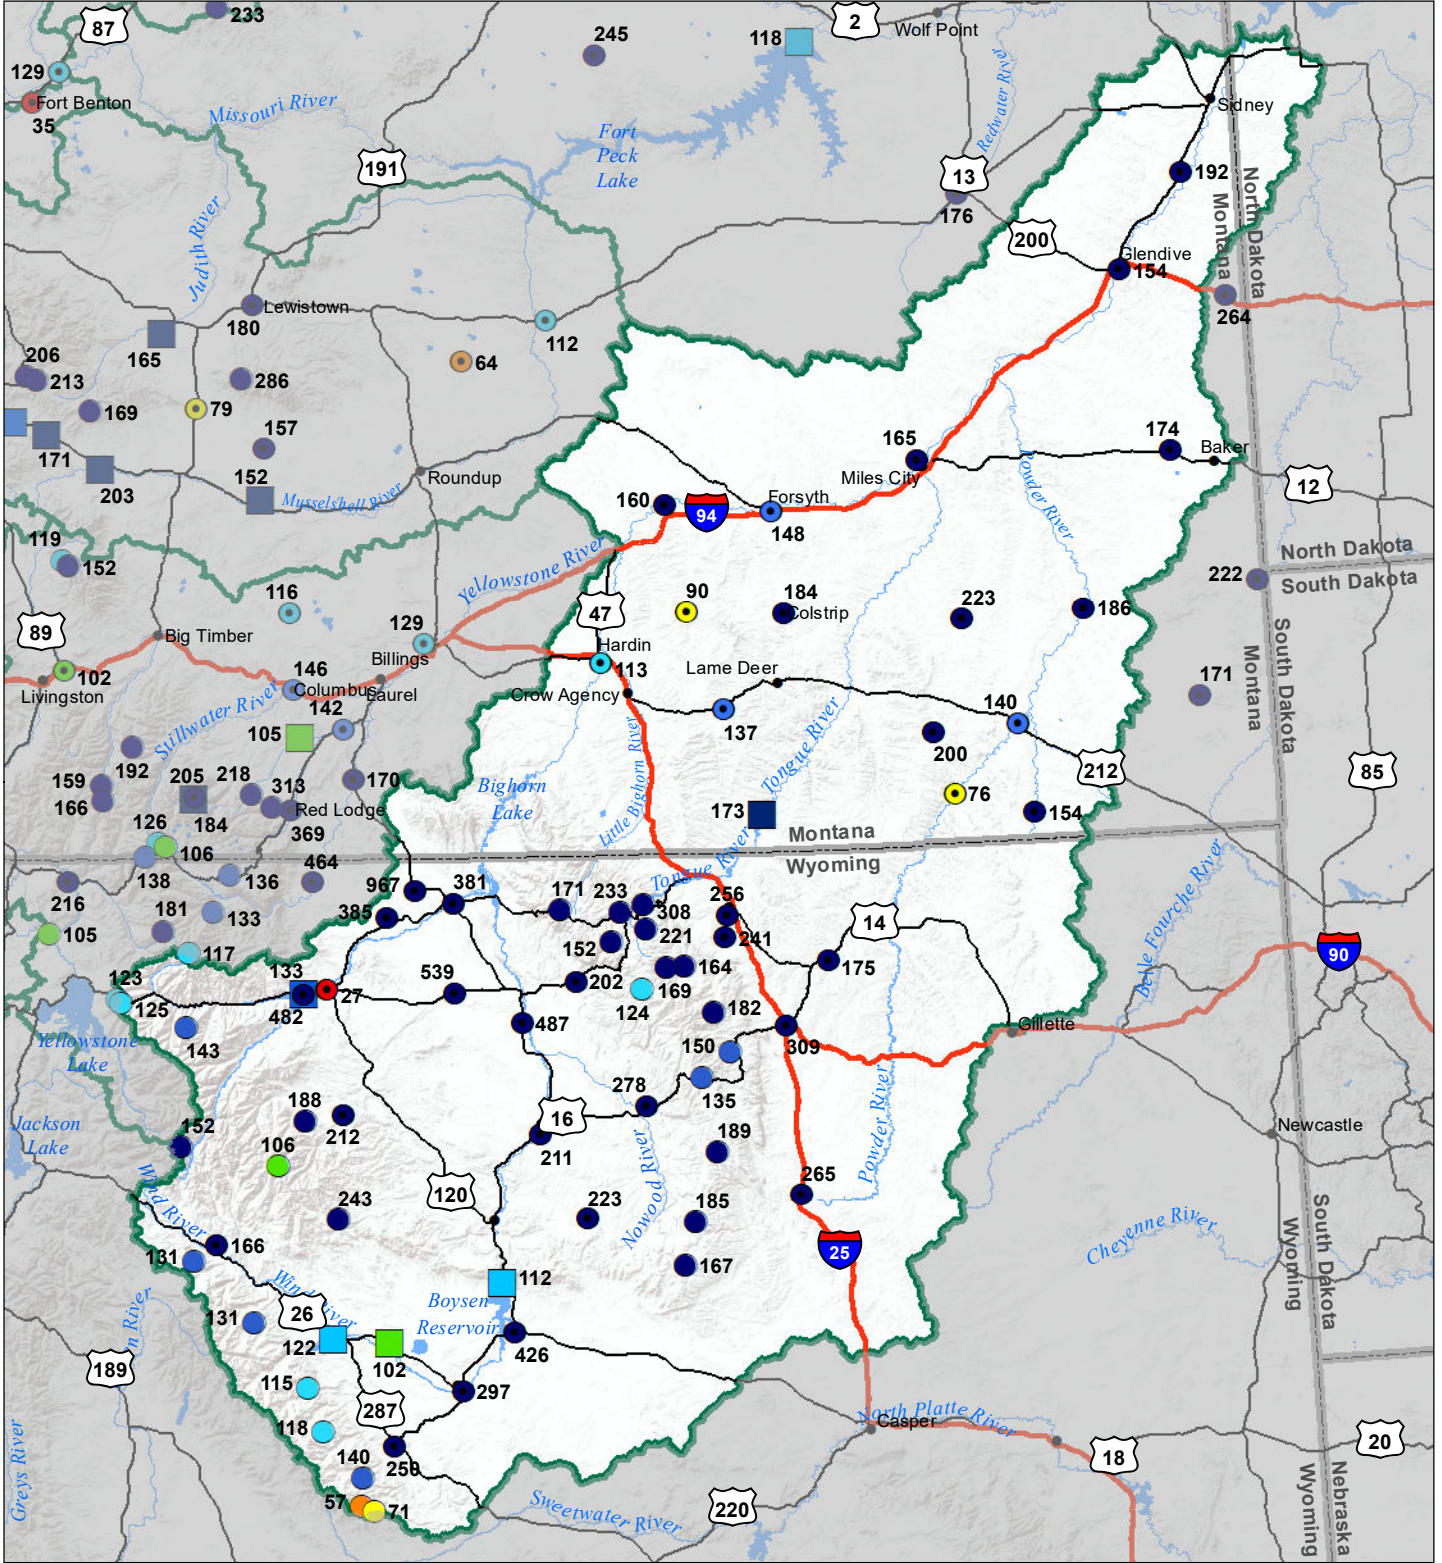 87
233
2
Wolf Point
245
118
129
Fort Benton
35
Missouri River
Redwater River
Sidney
Fort
Peck
Lake
191
13
192
176
North Dakota
Montana
Judith River
200
Glendive
154
Lewistown
180
264
165
112
206
213
286
64
169
79
157
171
203
152
Roundup
Musselshell River
165
Miles City
174
Baker
12
Powder River
160
94
Forsyth
148
119
152
Yellowstone River
North Dakota
South Dakota
222
116
90
184
Colstrip
223
186
89
Big Timber
47
129
Billings
Hardin
113
Lame Deer
102
Livingston
146
Columbus
Laurel
Crow Agency
South Dakota
Montana
171
Stillwater River
142
105
137
140
200
Little Bighorn River
Tongue River
192
159
166
205
184
218
313
Red Lodge
369
170
Bighorn
Lake
212
85
76
154
173
Montana
Wyoming
126
106
138
136
464
Tongue River
216
967
381
171
233
308
256
Belle Fourche River
181
133
385
221
152
241
14
105
117
133
539
202
164
169
175
90
123
125
482
27
124
182
143
487
150
309
Gillette
Yellowstone
Lake
278
135
Jackson
Lake
152
188
212
16
211
189
Newcastle
106
Powder River
Nowood River
Wind River
120
243
223
185
265
South Dakota
Wyoming
Cheyenne River
166
131
167
25
Wind River
112
Boysen
Reservoir
131
26
122
102
426
189
115
297
287
118
250
North Platte River
Casper
140
18
20
Greys River
57
71
Sweetwater River
220
Nebraska
Wyoming